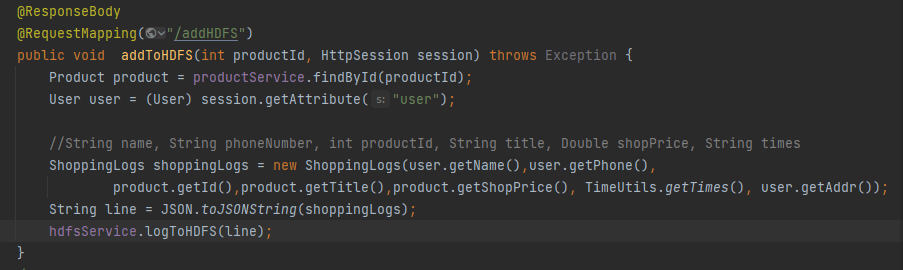 @ResponseBody
@RequestMapping("/addHDFS")
public void  addToHDFS(int productId, HttpSession session) throws Exception {
    Product product = productService.findById(productId);
    User user = (User) session.getAttribute( s: "user");

    //String name, String phoneNumber, int productId, String title, Double shopPrice, String times
    ShoppingLogs shoppingLogs = new ShoppingLogs(user.getName(),user.getPhone(),
            product.getId(),product.getTitle(),product.getShopPrice(), TimeUtils.getTimes(), user.getAddr());
    String line = JSON.toJSONString(shoppingLogs);
    hdfsService.logToHDFS(line);
}